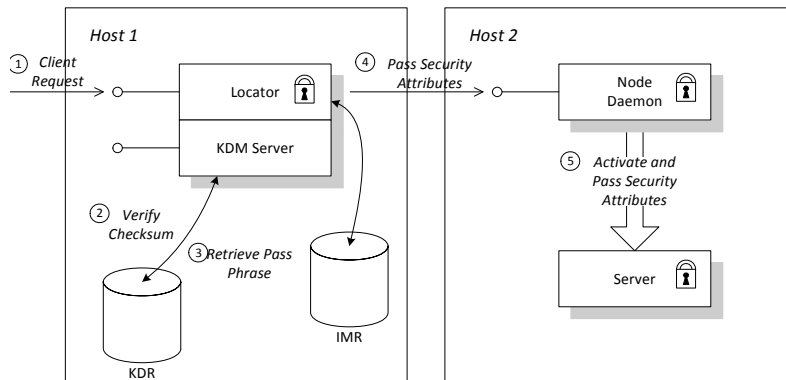 Host 1
Host 2
1 Client
Request
Locator
KDM Server
4 Pass Security
Attributes
Node
Daemon
5 Activate and
Pass Security
Attributes
2 Verify
Checksum
3 Retrieve Pass
Phrase
Server
IMR
KDR